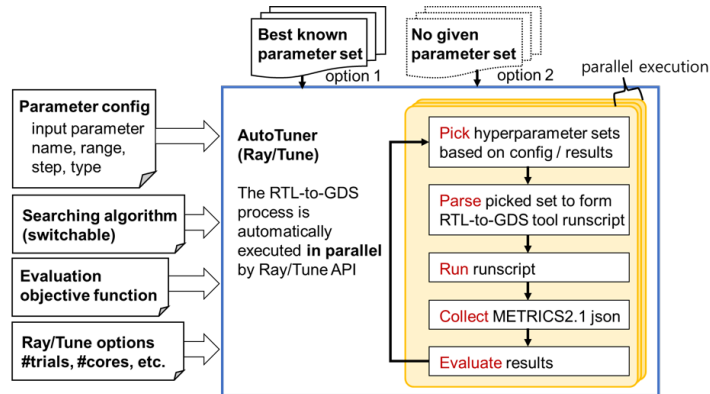 Best known
parameter set
option 1
No given
parameter set
option 2
parallel execution
Parameter config
input parameter
name, range,
step, type
Searching algorithm
(switchable)
Evaluation
objective function
Ray/Tune options
#trials, #cores, etc.
AutoTuner
(Ray/Tune)
The RTL-to-GDS
process is
automatically
executed in parallel
by Ray/Tune API
Pick hyperparameter sets
based on config / results
Parse picked set to form
RTL-to-GDS tool runscript
Run runscript
Collect METRICS2.1 json
Evaluate results